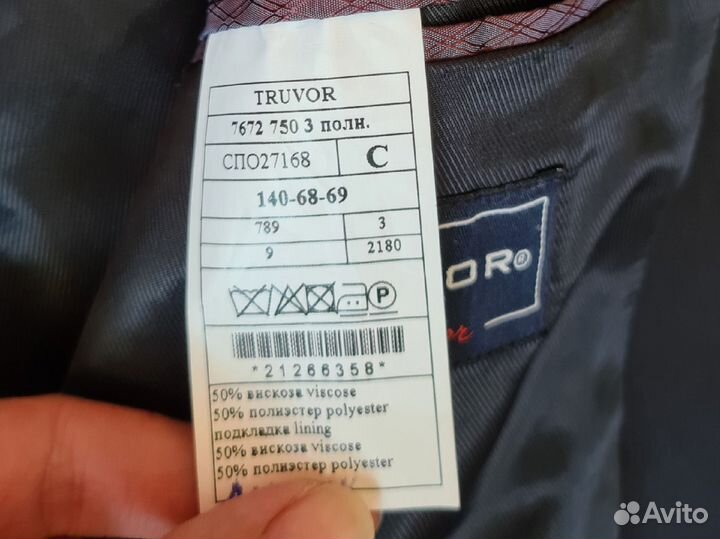 TRUVOR
7672 750 3 полн.
СПО27168 С
140-68-69
789 3
9 2180
P
*21266358*
50% вискоза viscose
50% полиэстер polyester
подкладка lining
50% вискоза viscose
50% полиэстер polyester
OR®
Avito